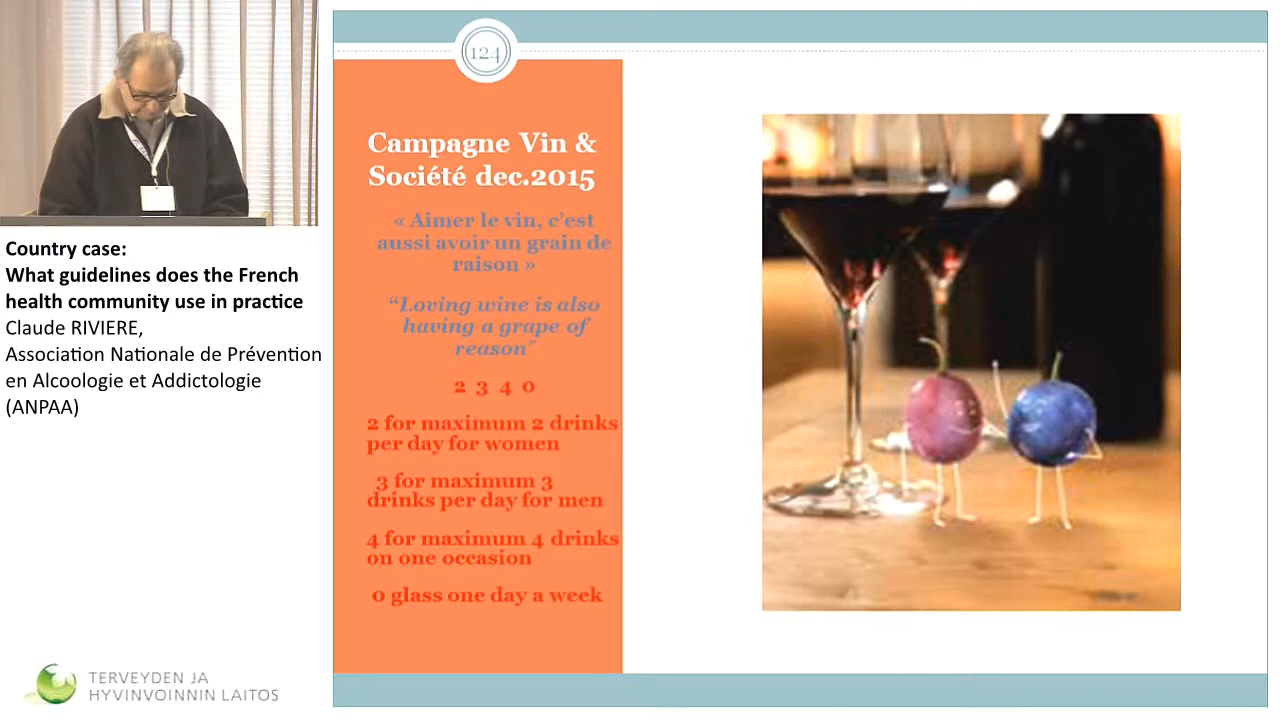 124
Campagne Vin &
Société dec.2015
« Aimer le vin, c'est
aussi avoir un grain de
raison »
“Loving wine is also
having a grape of
reason”
2 3 4 0
2 for maximum 2 drinks
per day for women
3 for maximum 3
drinks per day for men
4 for maximum 4 drinks
on one occasion
0 glass one day a week
Country case:
What guidelines does the French
health community use in practice
Claude RIVIERE,
Association Nationale de Prévention
en Alcoologie et Addictologie
(ANPAA)
TERVEYDEN JA
HYVINVOINNIN LAITOS